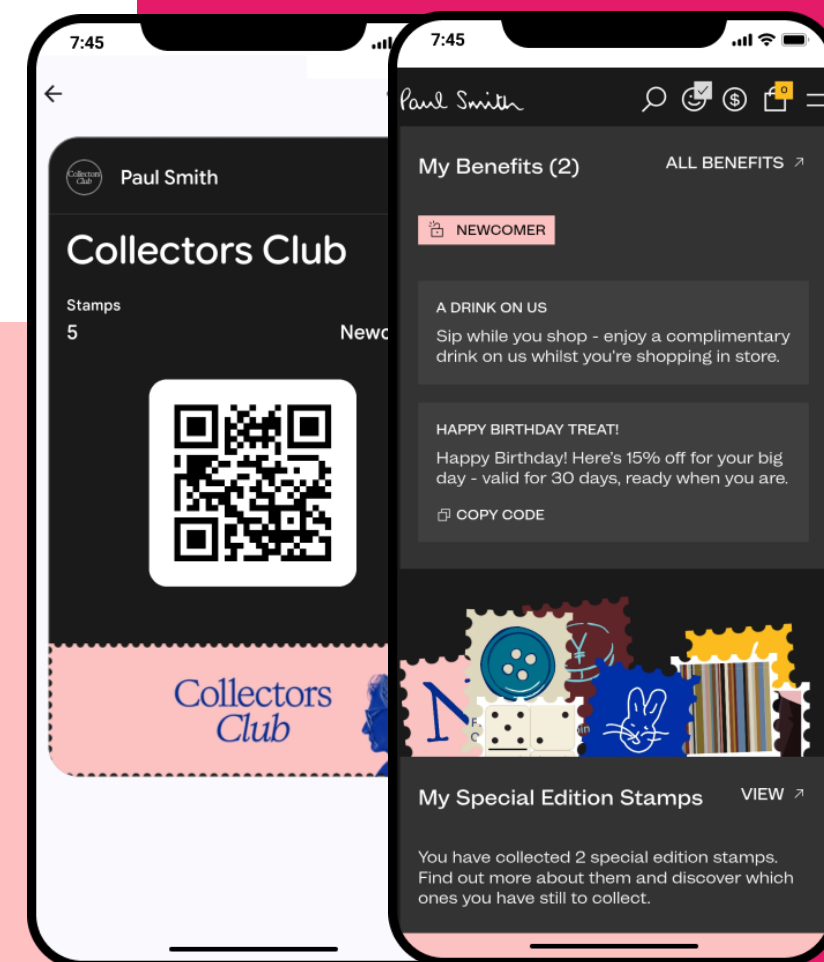 7:45
Collectors
Club
Paul Smith
Collectors Club
Stamps
5
Newc
Collectors
Club
7:45
Paul Smith
0
My Benefits (2)
ALL BENEFITS ↗
NEWCOMER
A DRINK ON US
Sip while you shop - enjoy a complimentary
drink on us whilst you're shopping in store.
HAPPY BIRTHDAY TREAT!
Happy Birthday! Here's 15% off for your big
day - valid for 30 days, ready when you are.
COPY CODE
N
My Special Edition Stamps
VIEW ↗
You have collected 2 special edition stamps.
Find out more about them and discover which
ones you have still to collect.